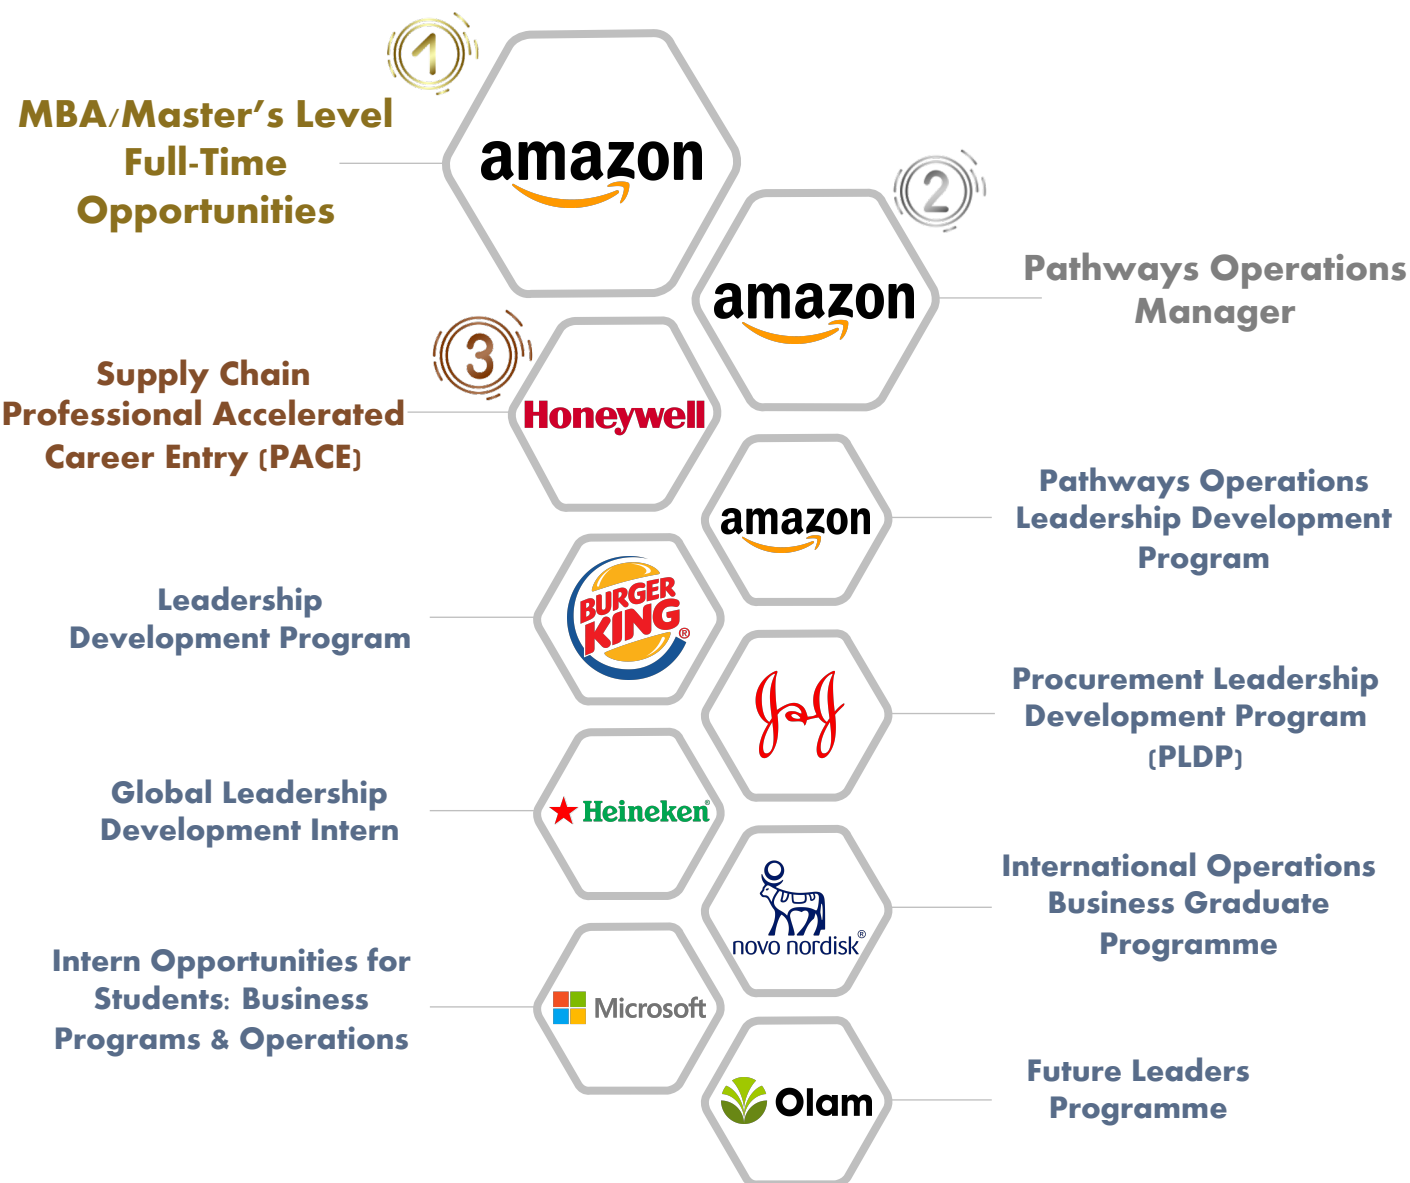 1
MBA/Master's Level
Full-Time
Opportunities
amazon
2
amazon
Pathways Operations
Manager
3
Supply Chain
Professional Accelerated
Career Entry (PACE)
Honeywell
amazon
Pathways Operations
Leadership Development
Program
Leadership
Development Program
BURGER
KING®
J&J
Procurement Leadership
Development Program
(PLDP)
Global Leadership
Development Intern
Heineken®
novo nordisk®
International Operations
Business Graduate
Programme
Intern Opportunities for
Students: Business
Programs & Operations
Microsoft
Olam
Future Leaders
Programme